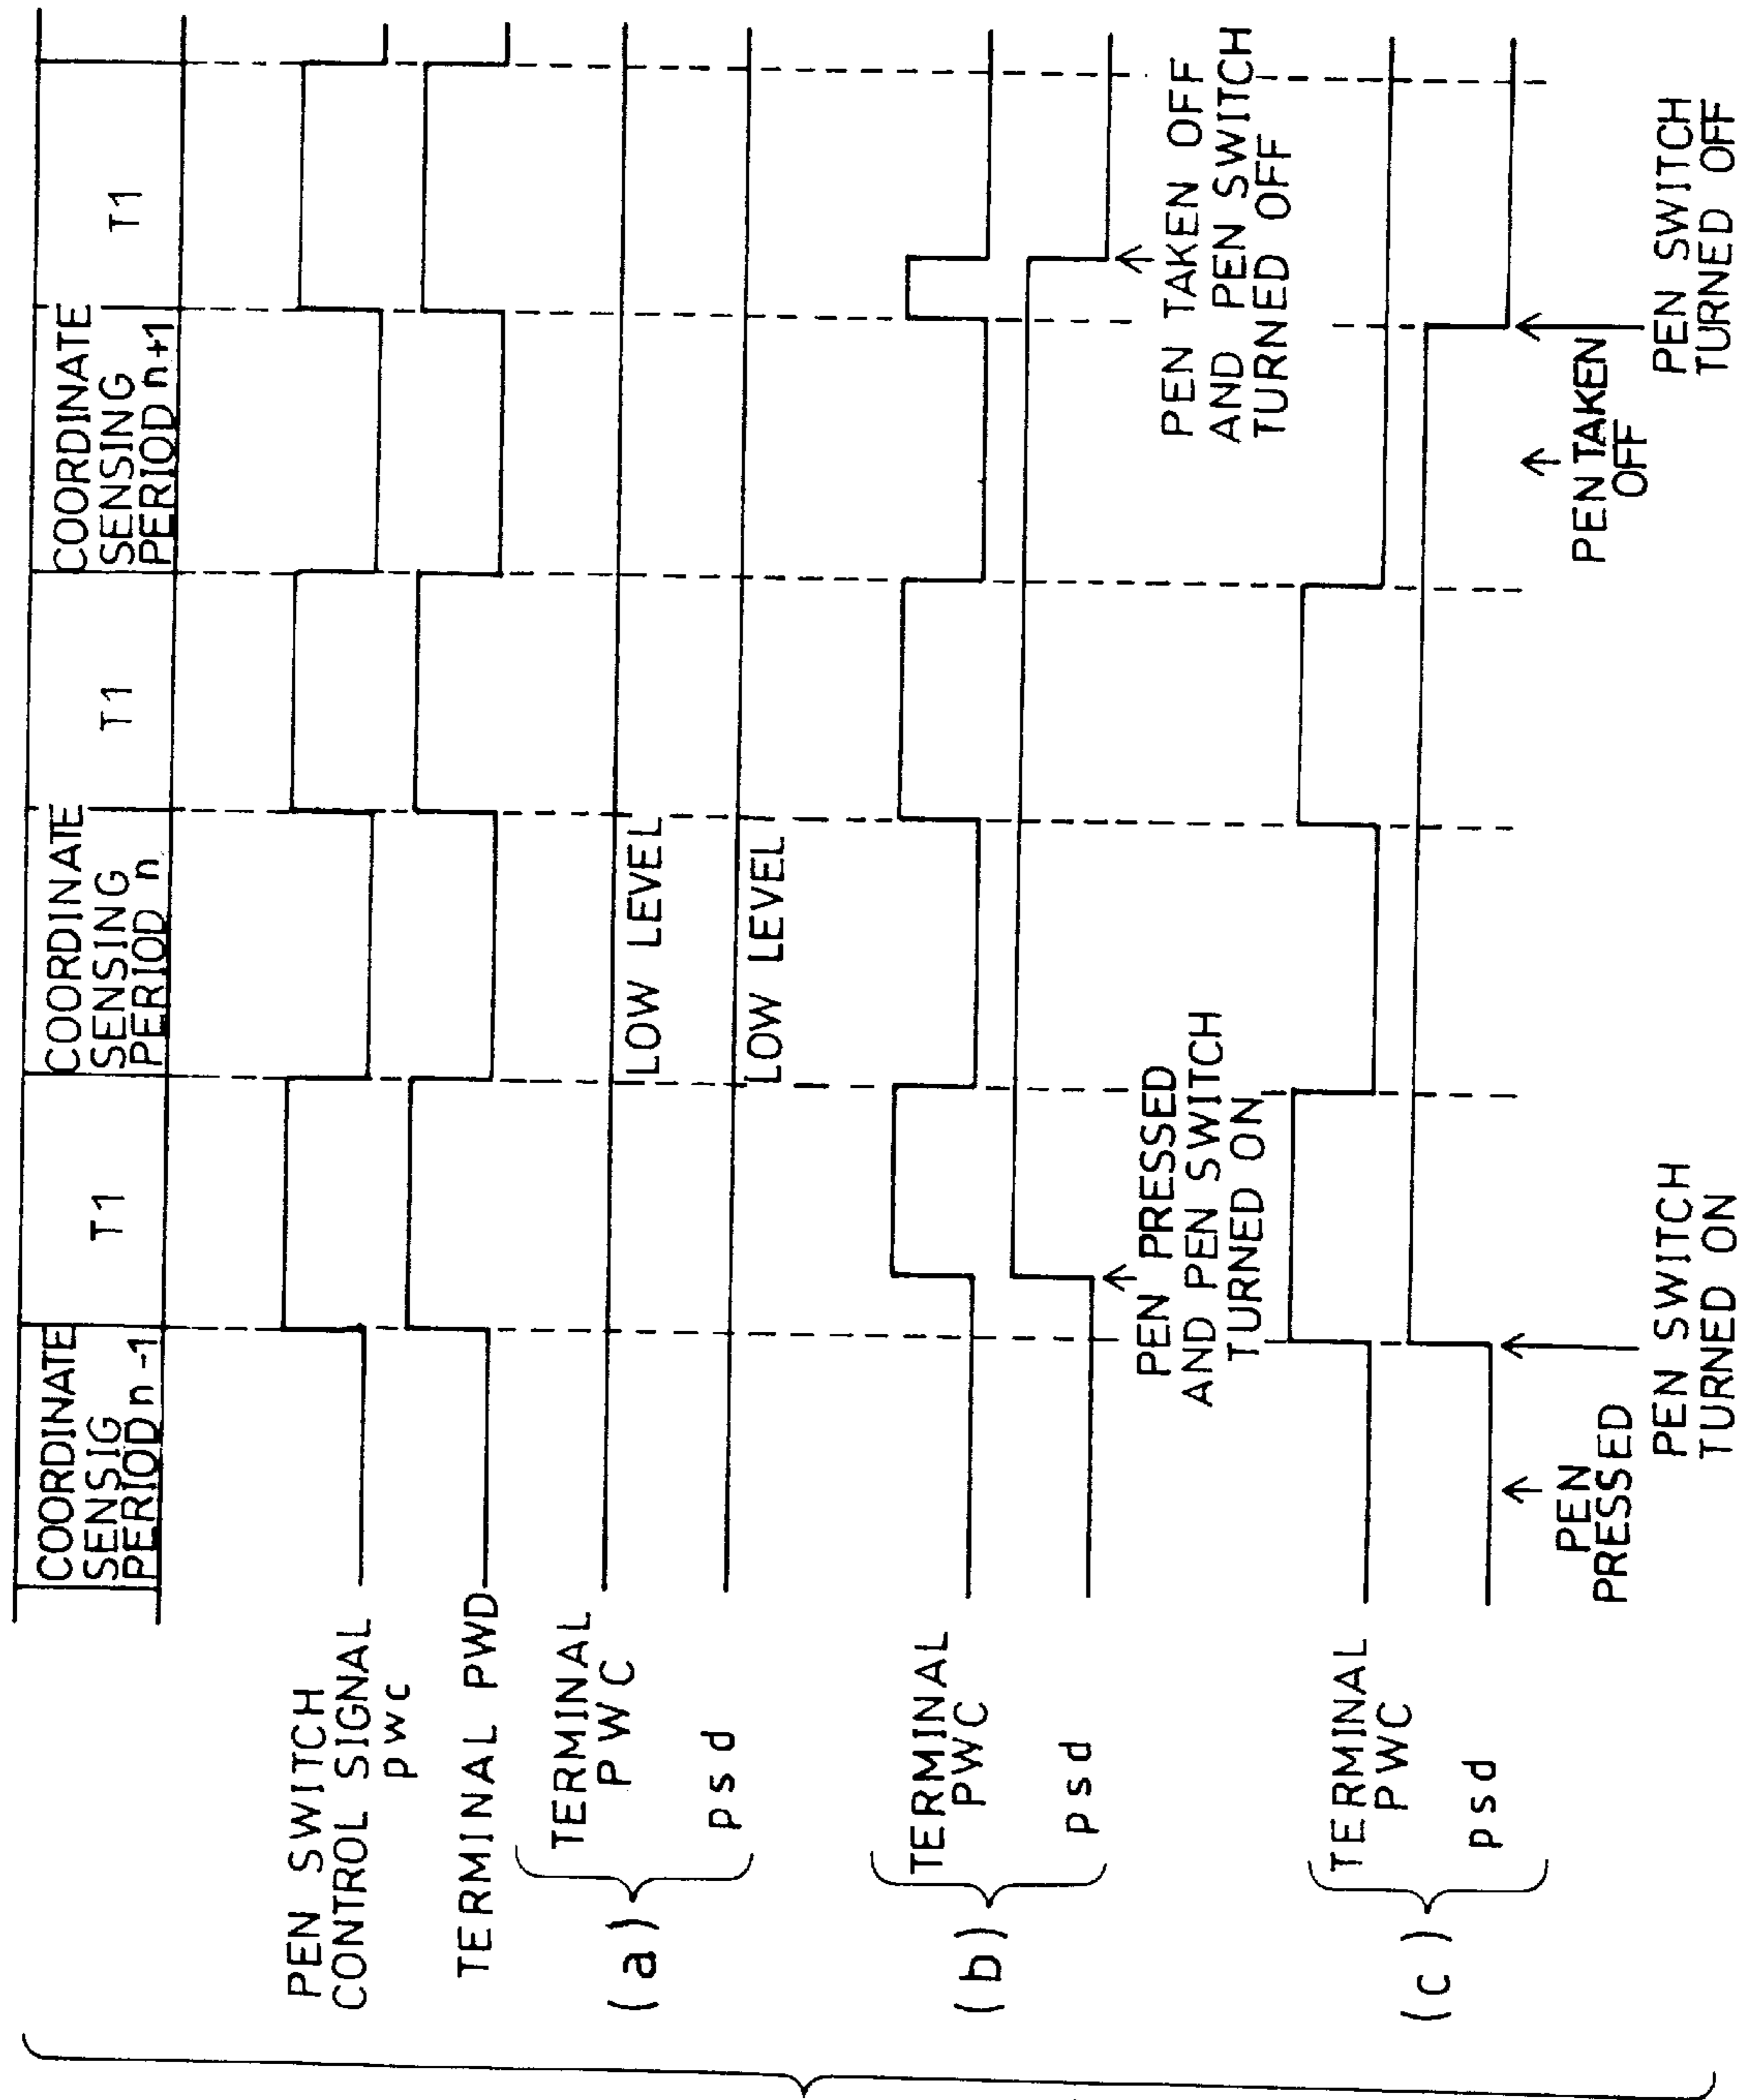 COORDINATE
SENSIG
PERIOD n -1
T1
COORDINATE
SENSING
PERIOD n
T1
COORDINATE
SENSING
PERIOD n+1
T1
PEN SWITCH
CONTROL SIGNAL
pwc
TERMINAL PWD
(a)
TERMINAL
PWC
LOW LEVEL
psd
LOW LEVEL
(b)
TERMINAL
PWC
psd
PEN PRESSED
AND PEN SWITCH
TURNED ON
PEN TAKEN OFF
AND PEN SWITCH
TURNED OFF
(c)
TERMINAL
PWC
psd
PEN
PRESSED
PEN SWITCH
TURNED ON
PEN TAKEN
OFF
PEN SWITCH
TURNED OFF